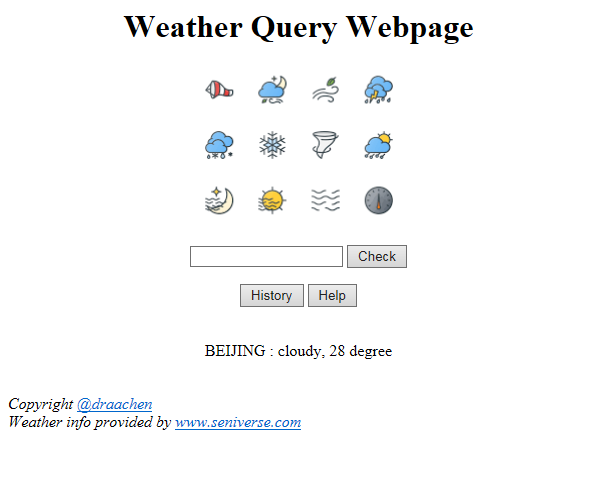 Weather Query Webpage
Check
History Help
BEIJING : cloudy, 28 degree
Copyright @draachen
Weather info provided by www.seniverse.com